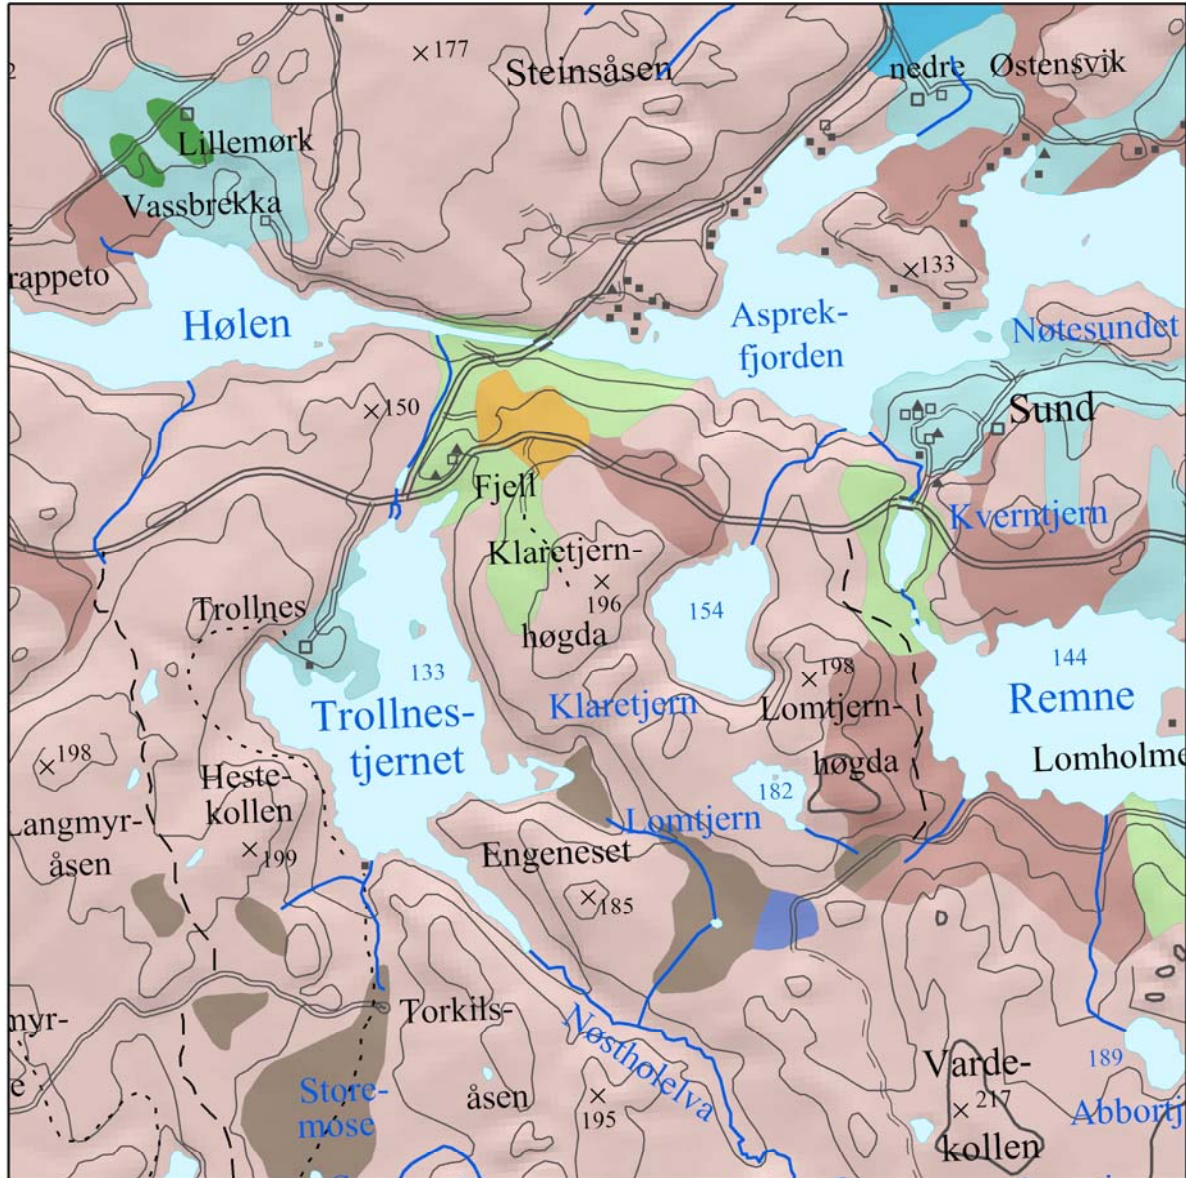 177
Steinsåsen
nedre Østensvik
Lillemørk
Vassbrekka
rappeto
133
Hølen
Asprek-
fjorden
Nøtesundet
150
Sund
Fjell
Kverntjern
Klaretjern-
196
høgda
154
Trollnes
133
198
144
Trollnes-
tjernet
Klaretjern
Lomtjern-
høgda
Remne
198
Heste-
kollen
182
Lomholme
Langmyr-
åsen
199
Lomtjern
Engeneset
185
myr-
e
Torkils-
åsen
Nøstholelva
Store-
mose
195
Varde-
217
kollen
189
Abbortj